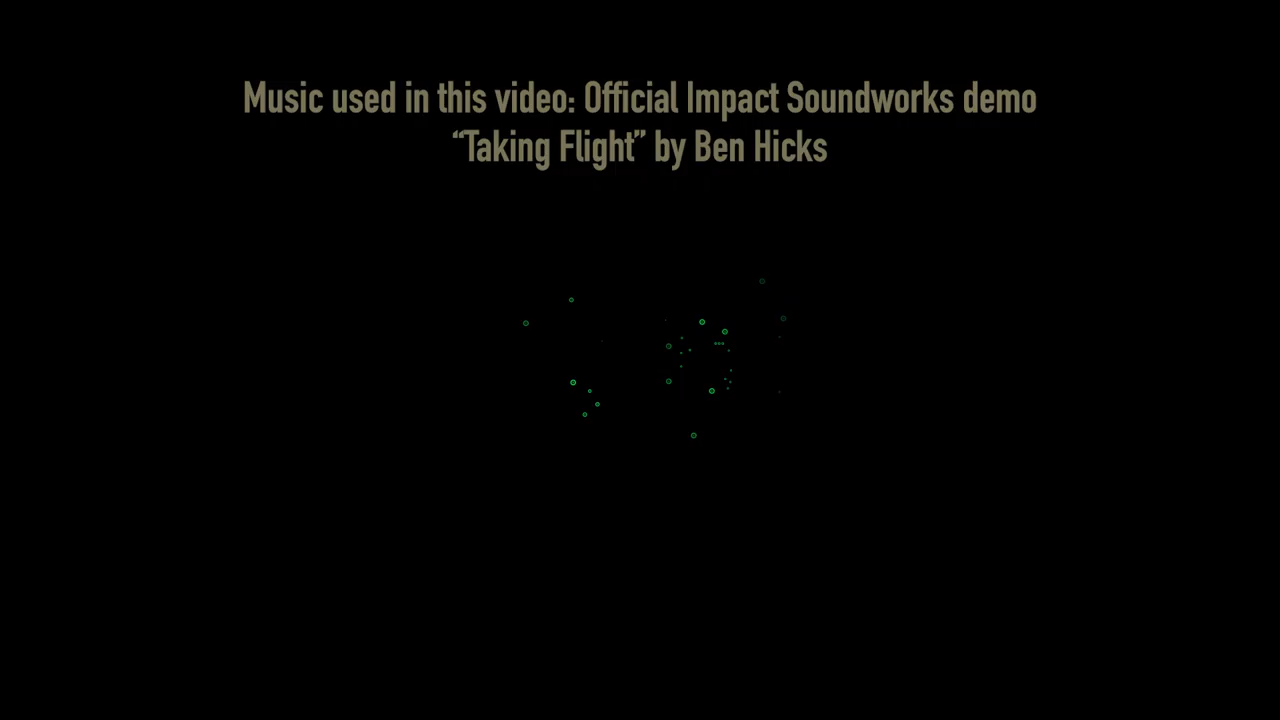 Music used in this video: Official Impact Soundworks demo
“Taking Flight” by Ben Hicks